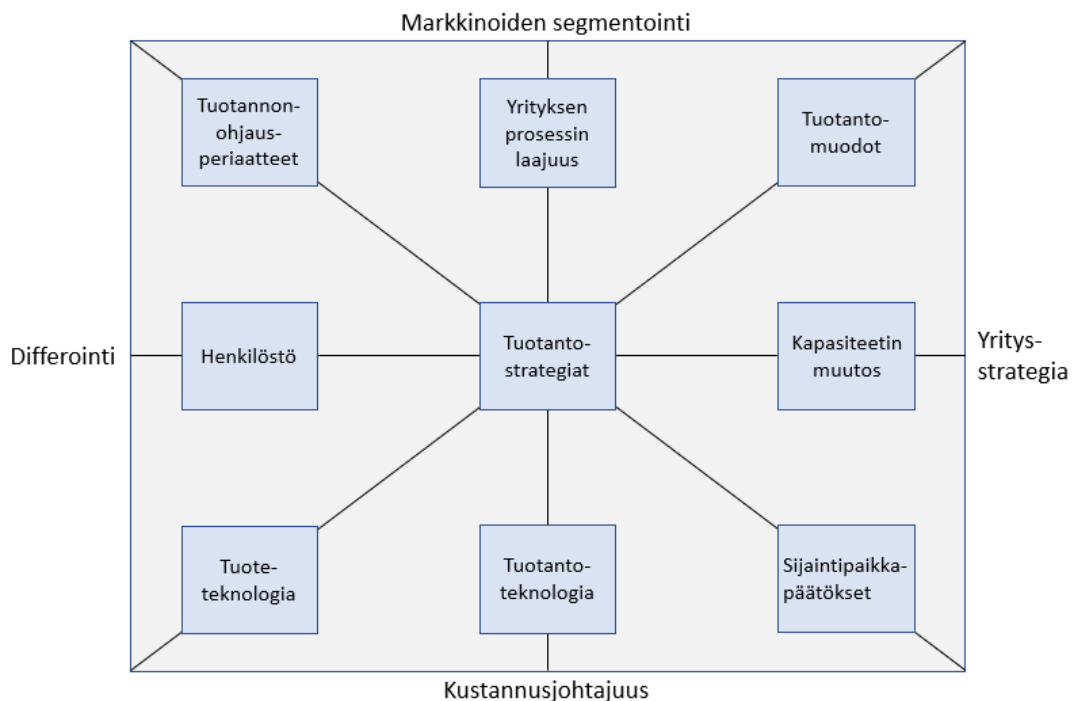 Markkinoiden segmentointi
Tuotannon-
ohjaus-
periaatteet
Yrityksen
prosessin
laajuus
Tuotanto-
muodot
Differointi
Henkilöstö
Tuotanto-
strategiat
Kapasiteetin
muutos
Yritys-
strategia
Tuote-
teknologia
Tuotanto-
teknologia
Sijaintipaikka-
päätökset
Kustannusjohtajuus